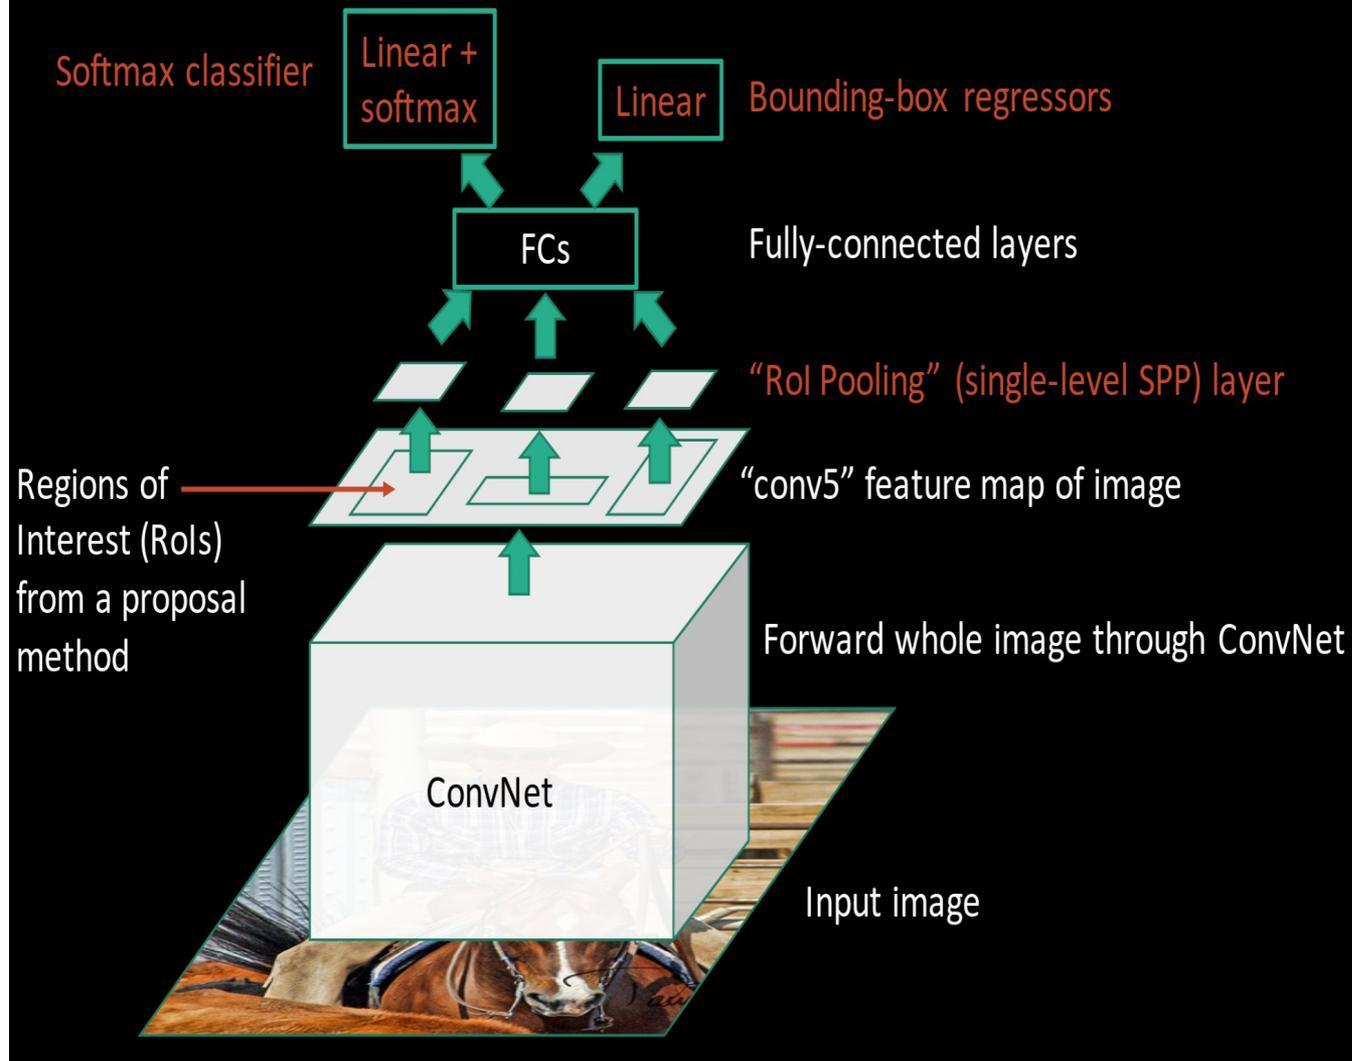 Softmax classifier
Linear +
softmax
Linear
Bounding-box regressors
FCs
Fully-connected layers
“RoI Pooling” (single-level SPP) layer
Regions of
Interest (RoIs)
from a proposal
method
“conv5” feature map of image
Forward whole image through ConvNet
ConvNet
Input image